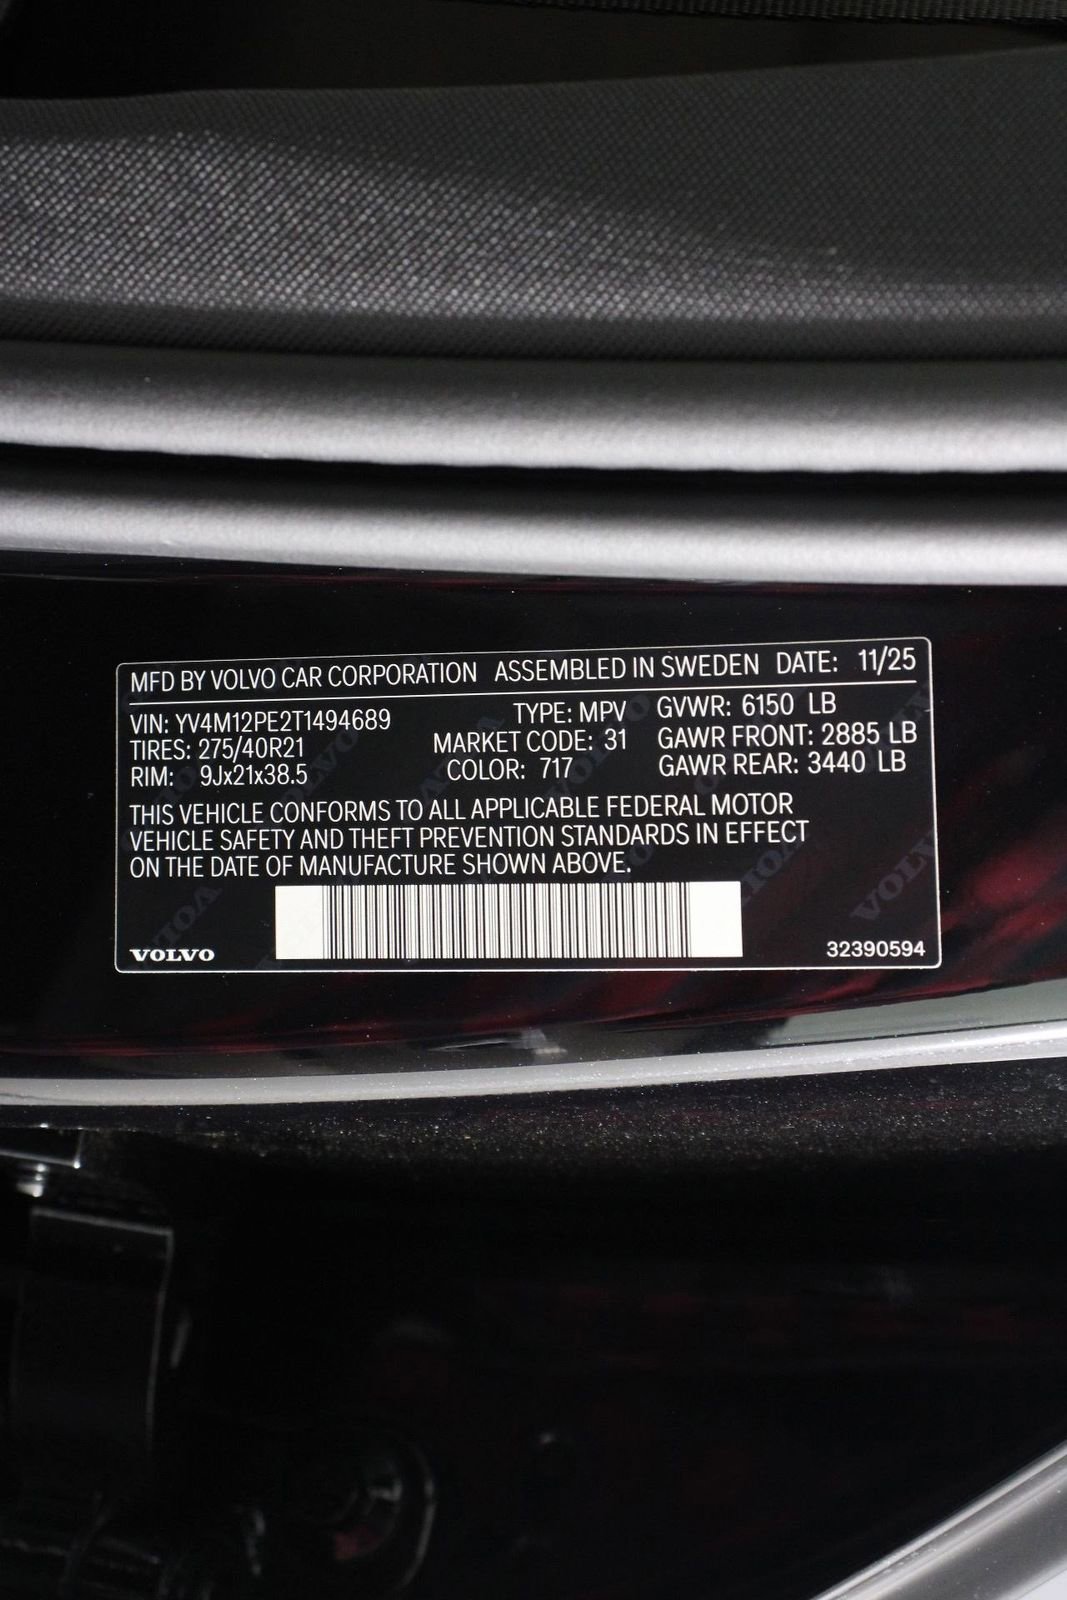 MFD BY VOLVO CAR CORPORATION ASSEMBLED IN SWEDEN DATE: 11/25
VIN: YV4M12PE2T1494689 TYPE: MPV GVWR: 6150 LB
TIRES: 275/40R21 MARKET CODE: 31 GAWR FRONT: 2885 LB
RIM: 9Jx21x38.5 COLOR: 717 GAWR REAR: 3440 LB
THIS VEHICLE CONFORMS TO ALL APPLICABLE FEDERAL MOTOR
VEHICLE SAFETY AND THEFT PREVENTION STANDARDS IN EFFECT
ON THE DATE OF MANUFACTURE SHOWN ABOVE.
VOLVO 32390594